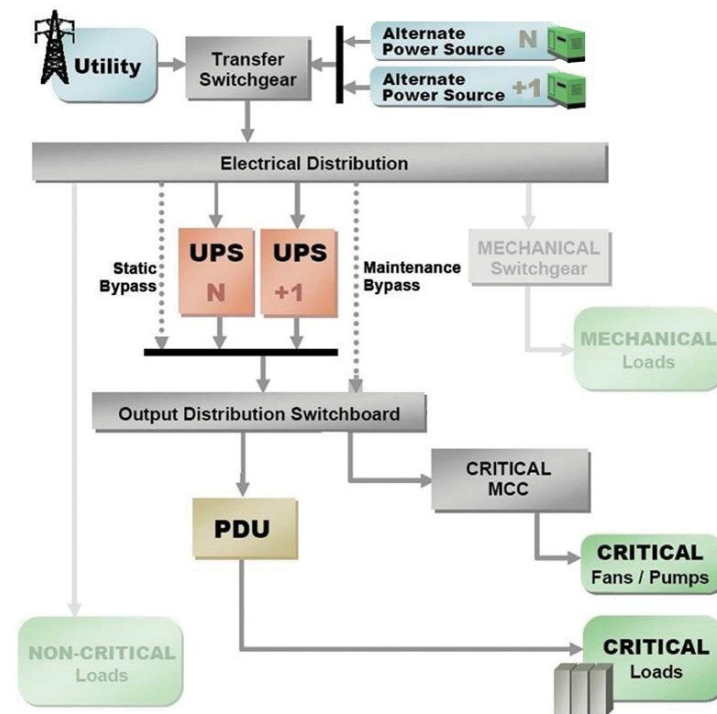 Utility
Transfer
Switchgear
Alternate
Power Source N
Alternate
Power Source +1
Electrical Distribution
Static
Bypass
UPS
N
UPS
+1
Maintenance
Bypass
MECHANICAL
Switchgear
MECHANICAL
Loads
Output Distribution Switchboard
CRITICAL
MCC
PDU
CRITICAL
Fans / Pumps
NON-CRITICAL
Loads
CRITICAL
Loads